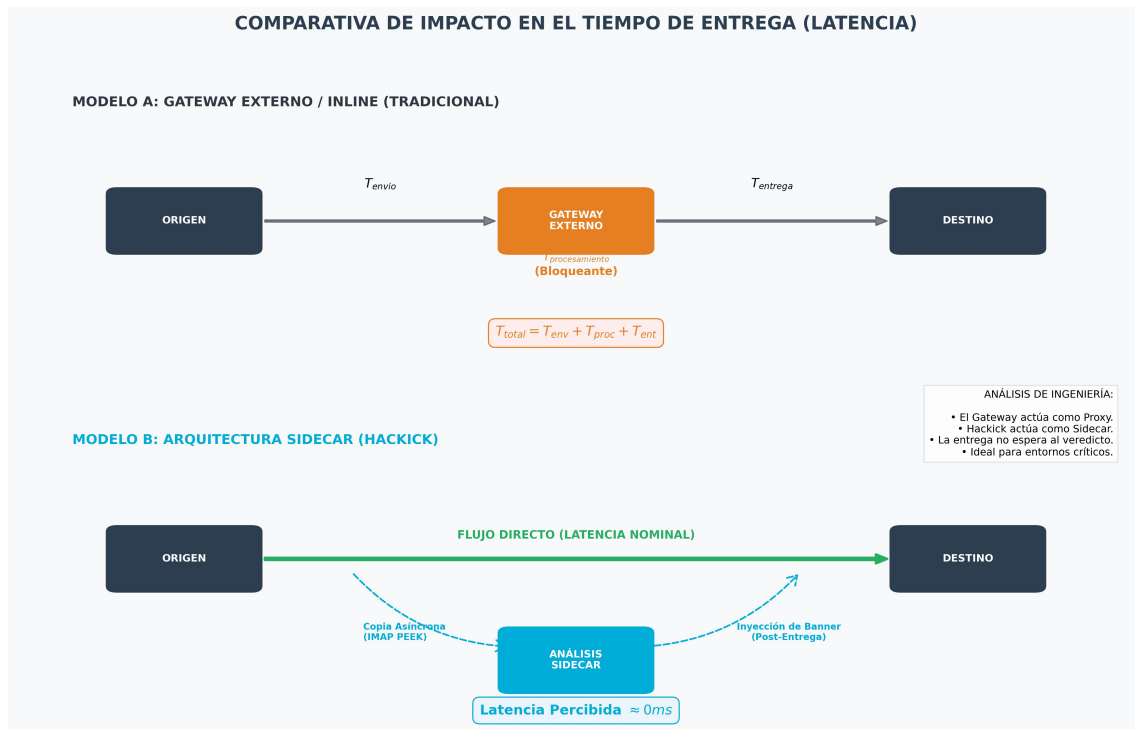 COMPARATIVA DE IMPACTO EN EL TIEMPO DE ENTREGA (LATENCIA)
MODELO A: GATEWAY EXTERNO / INLINE (TRADICIONAL)
T_envio
T_entrega
ORIGEN
GATEWAY
EXTERNO
DESTINO
T_procesamiento
(Bloqueante)
T_total = T_env + T_proc + T_ent
ANÁLISIS DE INGENIERÍA:
• El Gateway actúa como Proxy.
• Hackick actúa como Sidecar.
• La entrega no espera al veredicto.
• Ideal para entornos críticos.
MODELO B: ARQUITECTURA SIDECAR (HACKICK)
FLUJO DIRECTO (LATENCIA NOMINAL)
ORIGEN
DESTINO
Copia Asíncrona
(IMAP PEEK)
Inyección de Banner
(Post-Entrega)
ANÁLISIS
SIDECAR
Latencia Percibida ≈0ms